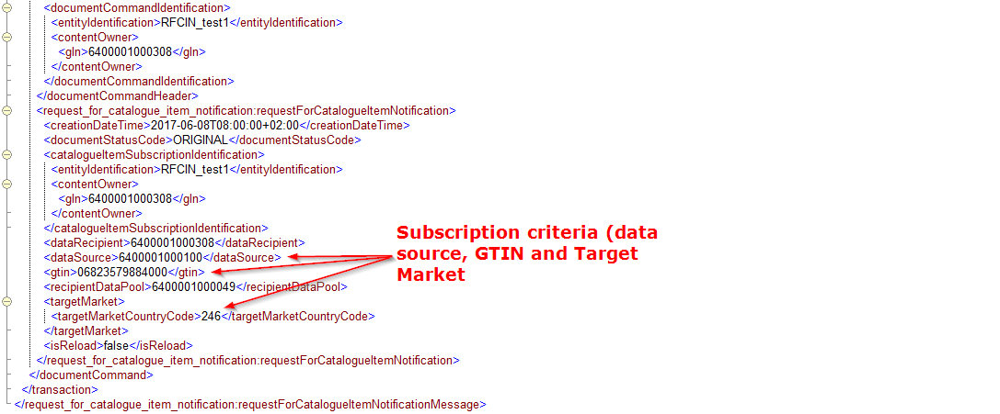 <documentCommandIdentification>
<entityIdentification>RFCIN_test1</entityIdentification>
<contentOwner>
<gln>6400001000308</gln>
</contentOwner>
</documentCommandIdentification>
</documentCommandHeader>
<request_for_catalogue_item_notification:requestForCatalogueItemNotification>
<creationDateTime>2017-06-08T08:00:00+02:00</creationDateTime>
<documentStatusCode>ORIGINAL</documentStatusCode>
<catalogueItemSubscriptionIdentification>
<entityIdentification>RFCIN_test1</entityIdentification>
<contentOwner>
<gln>6400001000308</gln>
</contentOwner>
</catalogueItemSubscriptionIdentification>
<dataRecipient>6400001000308</dataRecipient>
<dataSource>6400001000100</dataSource>
<gtin>06823579884000</gtin>
<recipientDataPool>6400001000049</recipientDataPool>
<targetMarket>
<targetMarketCountryCode>246</targetMarketCountryCode>
</targetMarket>
<isReload>false</isReload>
</request_for_catalogue_item_notification:requestForCatalogueItemNotification>
</documentCommand>
</transaction>
</request_for_catalogue_item_notification:requestForCatalogueItemNotificationMessage>
Subscription criteria (data
source, GTIN and Target
Market